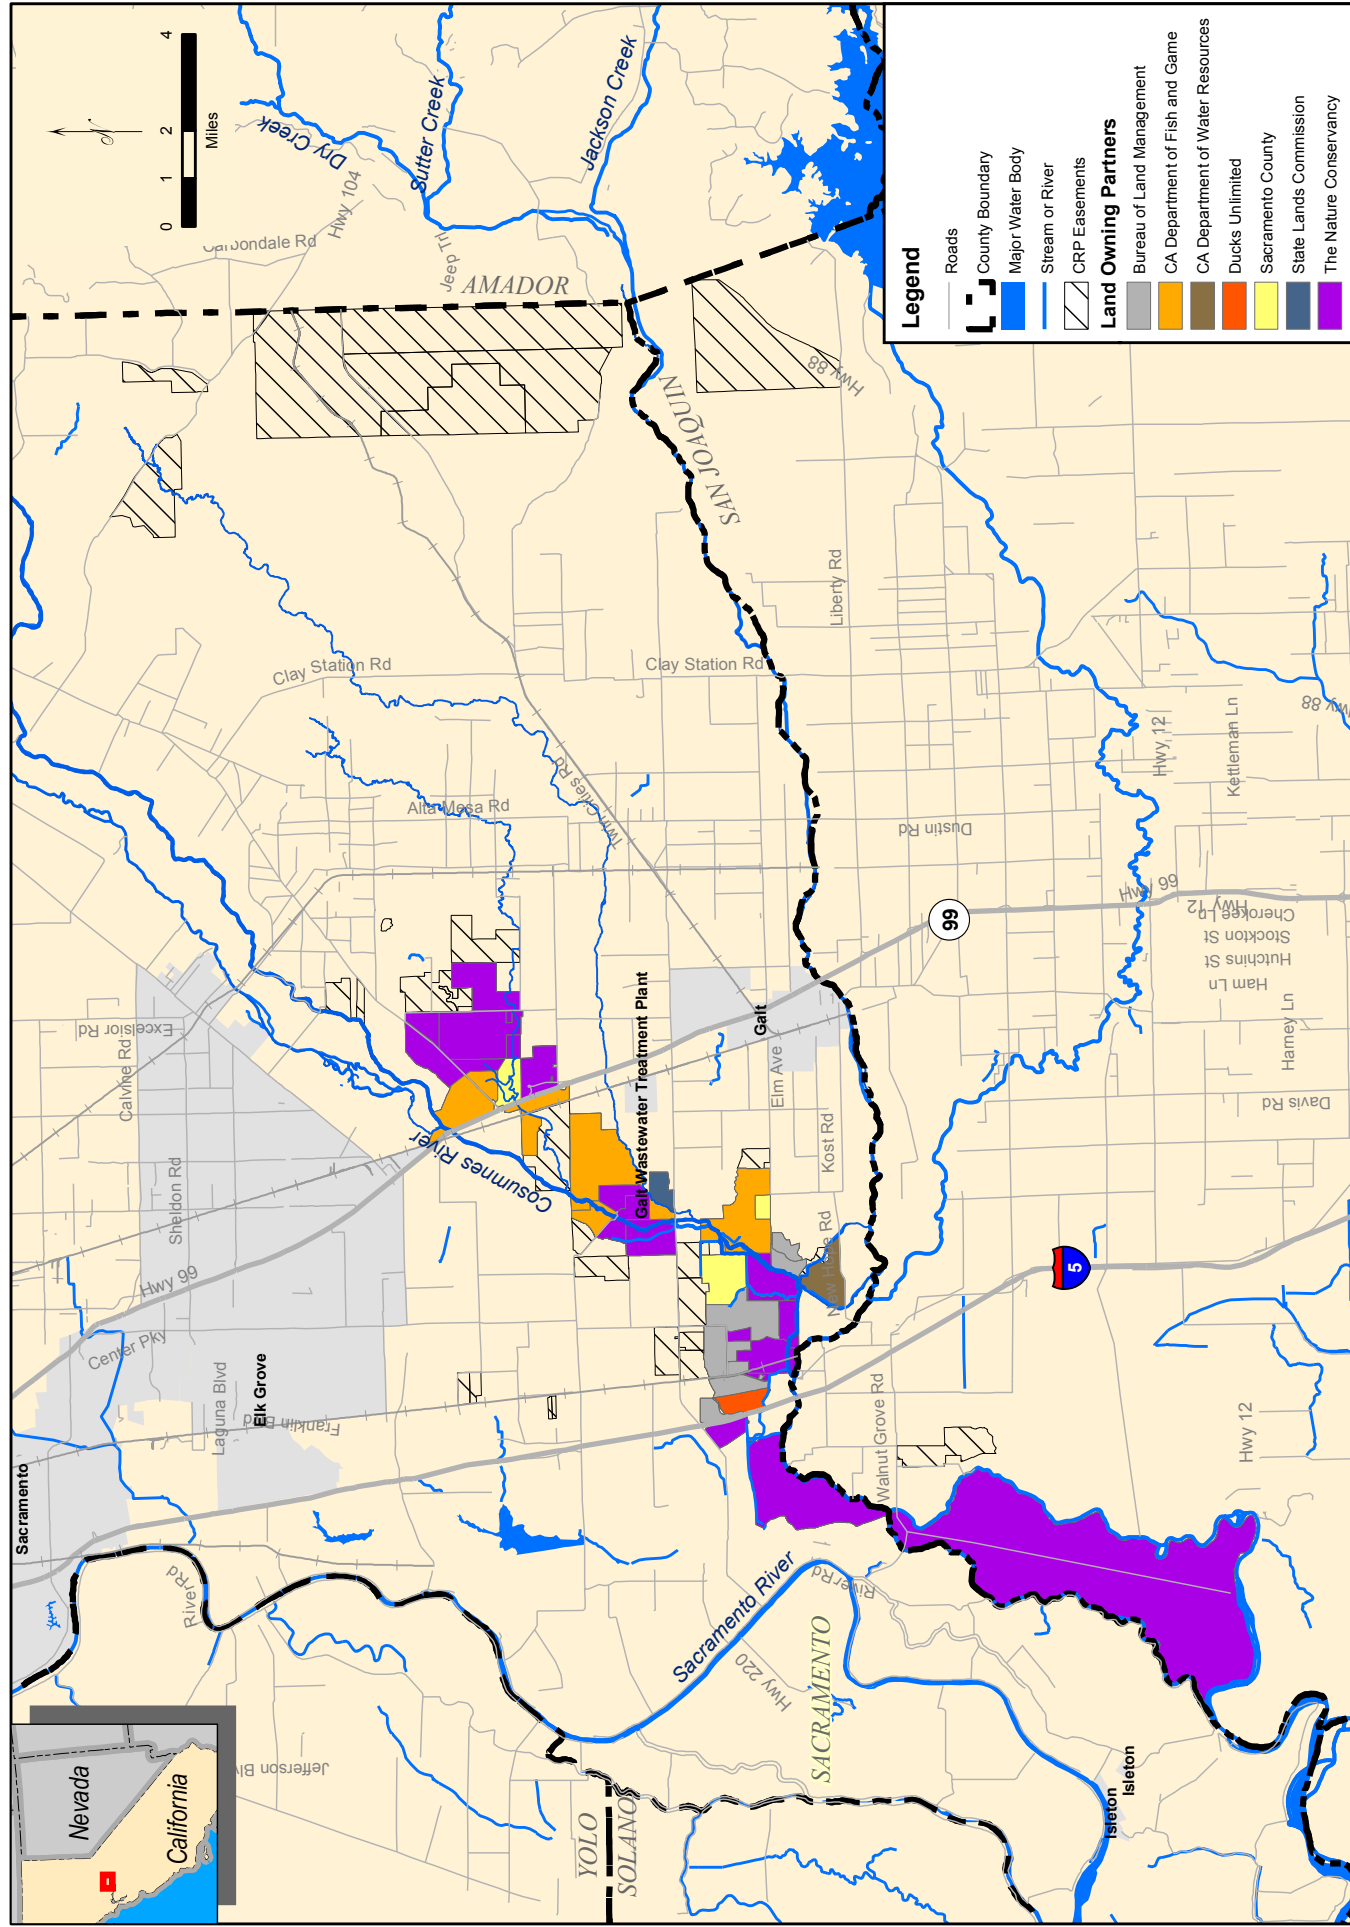 Nevada
California
Sacramento
Elk Grove
Galt
Galt Wastewater Treatment Plant
Isleton
Isleton
YOLO
SOLANO
SACRAMENTO
SAN JOAQUIN
AMADOR
Sacramento River
Cosumnes River
Dry Creek
Sutter Creek
Jackson Creek
River Rd
River Rd
Hwy 220
Center Pky
Laguna Blvd
Franklin Blvd
Hwy 99
Sheldon Rd
Calvine Rd
Excelsior Rd
Alta Mesa Rd
Clay Station Rd
Clay Station Rd
Twin Cities Rd
Carbondale Rd
Hwy 104
Jeep Trl
Hwy 88
Liberty Rd
Elm Ave
Kost Rd
New Hope Rd
Walnut Grove Rd
Dustin Rd
99
5
Hwy 99
Hwy 12
Cherokee Ln
Stockton St
Hutchins St
Ham Ln
Harney Ln
Davis Rd
Hwy 12
Hwy 12
Kettleman Ln
Hwy 88
0 1 2 4
Miles
N
Legend
Roads
County Boundary
Major Water Body
Stream or River
CRP Easements
Land Owning Partners
Bureau of Land Management
CA Department of Fish and Game
CA Department of Water Resources
Ducks Unlimited
Sacramento County
State Lands Commission
The Nature Conservancy